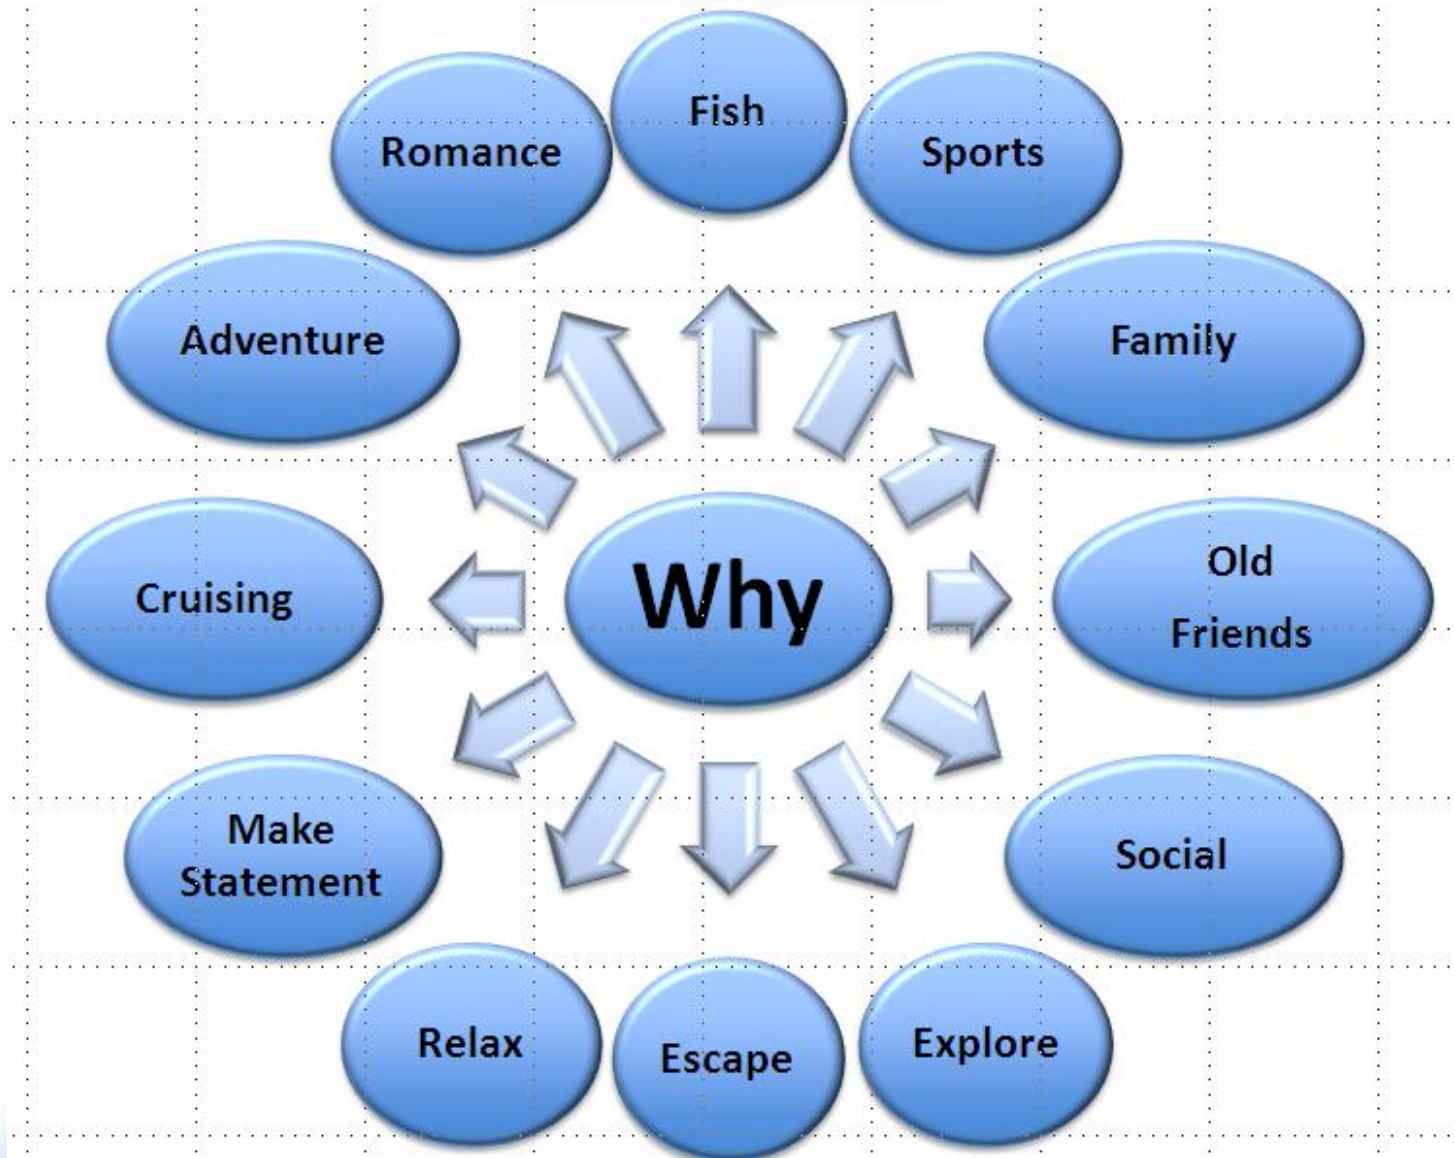 Fish
Romance
Sports
Adventure
Family
Why
Cruising
Old
Friends
Make
Statement
Social
Relax
Escape
Explore